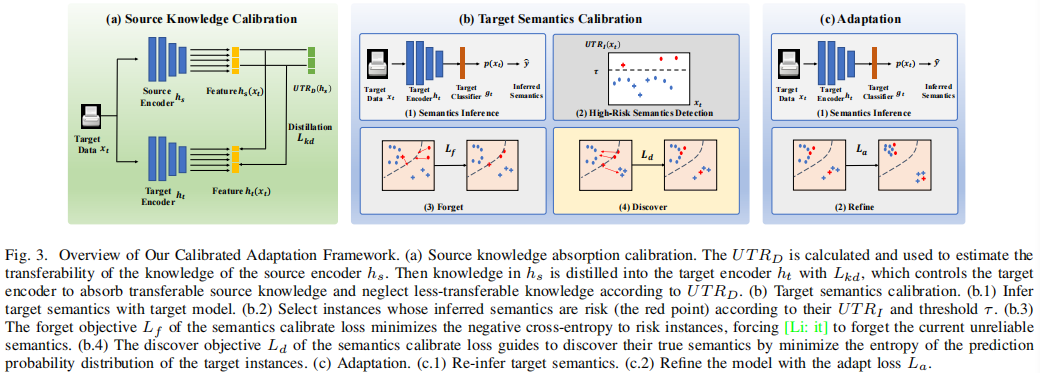 (a) Source Knowledge Calibration
Source
Encoder hs
Feature hs(xt)
UTRD(hs)
Distillation
Lkd
Target
Data xt
Target
Encoder
ht
Feature ht(xt)
(b) Target Semantics Calibration
p(xt)
ŷ
Target
Data xt
Target
Encoder ht
Target
Classifier gt
Inferred
Semantics
(1) Semantics Inference
UTRI(xt)
τ
xt
(2) High-Risk Semantics Detection
Lf
(3) Forget
Ld
(4) Discover
(c) Adaptation
p(xt)
ŷ
Target
Data xt
Target
Encoder ht
Target
Classifier gt
Inferred
Semantics
(1) Semantics Inference
La
(2) Refine
Fig. 3. Overview of Our Calibrated Adaptation Framework. (a) Source knowledge absorption calibration. The UTRD is calculated and used to estimate the
transferability of the knowledge of the source encoder hs. Then knowledge in hs is distilled into the target encoder ht with Lkd, which controls the target
encoder to absorb transferable source knowledge and neglect less-transferable knowledge according to UTRD. (b) Target semantics calibration. (b.1) Infer
target semantics with target model. (b.2) Select instances whose inferred semantics are risk (the red point) according to their UTRI and threshold τ. (b.3)
The forget objective Lf of the semantics calibrate loss minimizes the negative cross-entropy to risk instances, forcing [Li: it] to forget the current unreliable
semantics. (b.4) The discover objective Ld of the semantics calibrate loss guides to discover their true semantics by minimize the entropy of the prediction
probability distribution of the target instances. (c) Adaptation. (c.1) Re-infer target semantics. (c.2) Refine the model with the adapt loss La.